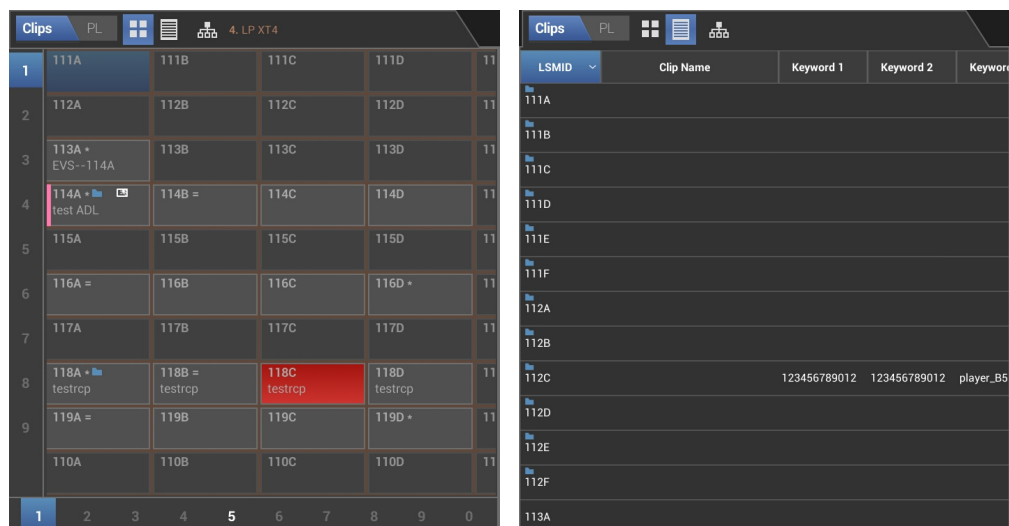 Clips PL 4. LP XT4
1 111A 111B 111C 111D 11
2 112A 112B 112C 112D 11
3 113A * 113B 113C 113D 11
EVS--114A
4 114A * 114B = 114C 114D 11
test ADL
5 115A 115B 115C 115D 11
6 116A = 116B 116C 116D * 11
7 117A 117B 117C 117D 11
8 118A * 118B = 118C 118D 11
testrcp testrcp testrcp testrcp
9 119A = 119B 119C 119D * 11
110A 110B 110C 110D 11
1 2 3 4 5 6 7 8 9 0
Clips PL
LSMID Clip Name Keyword 1 Keyword 2 Keywor
111A
111B
111C
111D
111E
111F
112A
112B
112C 123456789012 123456789012 player_B5
112D
112E
112F
113A